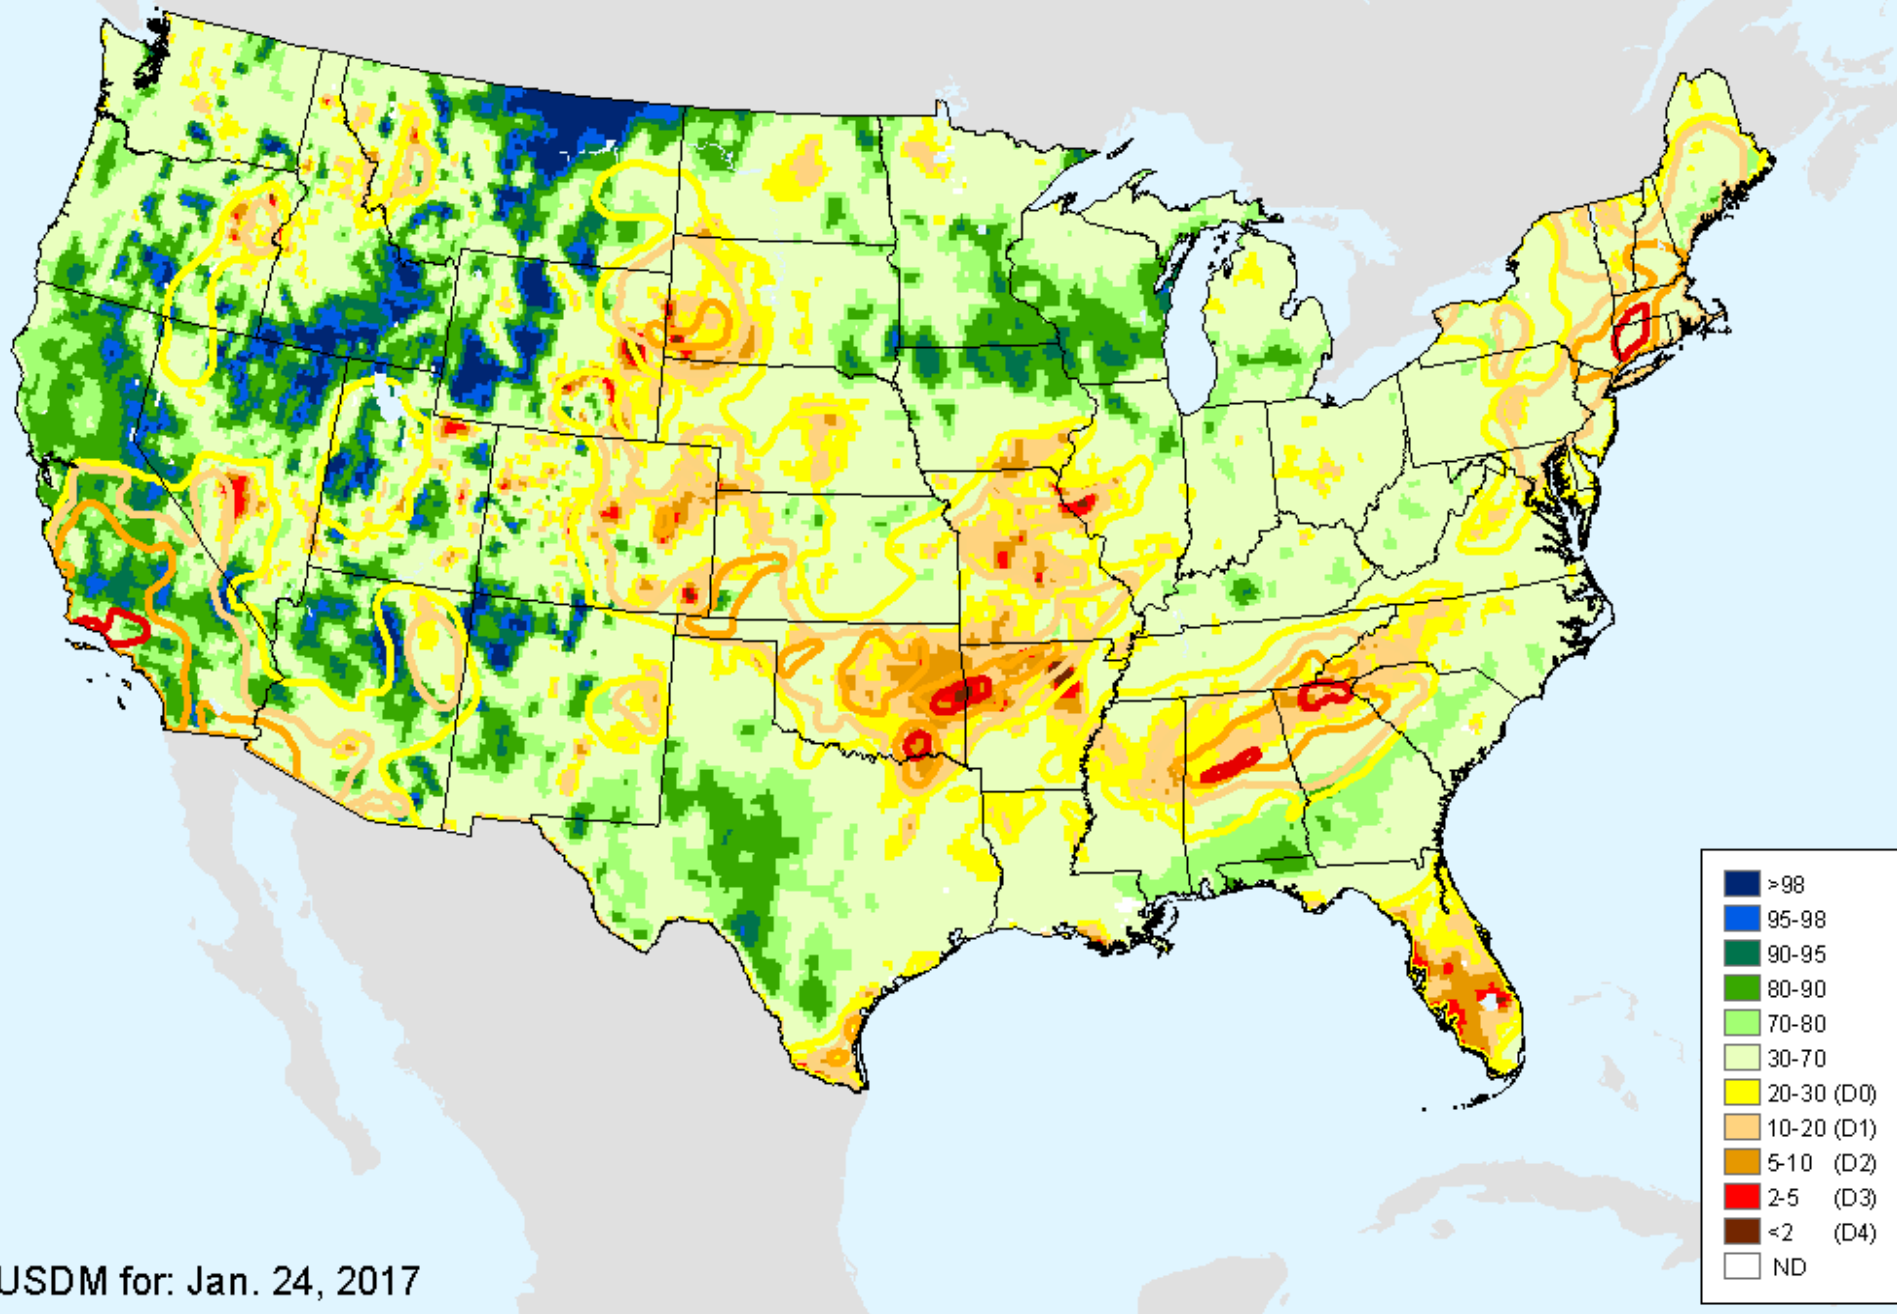 >98
95-98
90-95
80-90
70-80
30-70
20-30 (D0)
10-20 (D1)
5-10 (D2)
2-5 (D3)
<2 (D4)
ND
USDM for: Jan. 24, 2017